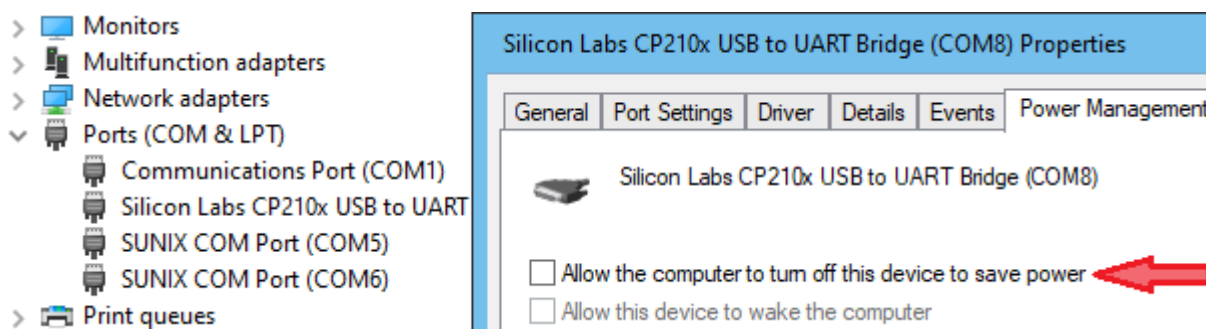 Monitors
Multifunction adapters
Network adapters
Ports (COM & LPT)
Communications Port (COM1)
Silicon Labs CP210x USB to UART
SUNIX COM Port (COM5)
SUNIX COM Port (COM6)
Print queues
Silicon Labs CP210x USB to UART Bridge (COM8) Properties
General Port Settings Driver Details Events Power Management
Silicon Labs CP210x USB to UART Bridge (COM8)
Allow the computer to turn off this device to save power
Allow this device to wake the computer